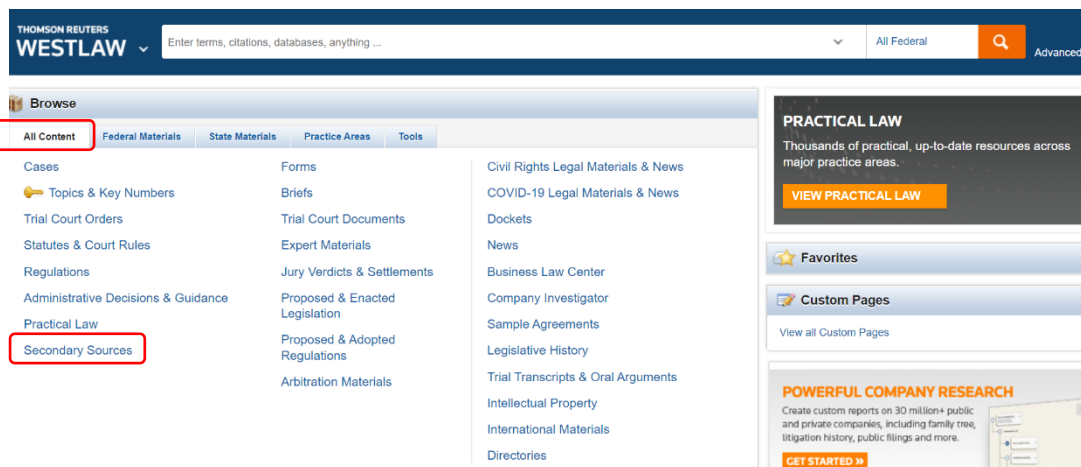 THOMSON REUTERS
WESTLAW
Enter terms, citations, databases, anything ...
All Federal
Advanced
Browse
All Content
Federal Materials
State Materials
Practice Areas
Tools
Cases
Topics & Key Numbers
Trial Court Orders
Statutes & Court Rules
Regulations
Administrative Decisions & Guidance
Practical Law
Secondary Sources
Forms
Briefs
Trial Court Documents
Expert Materials
Jury Verdicts & Settlements
Proposed & Enacted
Legislation
Proposed & Adopted
Regulations
Arbitration Materials
Civil Rights Legal Materials & News
COVID-19 Legal Materials & News
Dockets
News
Business Law Center
Company Investigator
Sample Agreements
Legislative History
Trial Transcripts & Oral Arguments
Intellectual Property
International Materials
Directories
PRACTICAL LAW
Thousands of practical, up-to-date resources across
major practice areas.
VIEW PRACTICAL LAW
Favorites
Custom Pages
View all Custom Pages
POWERFUL COMPANY RESEARCH
Create custom reports on 30 million+ public
and private companies, including family tree,
litigation history, public filings and more.
GET STARTED »